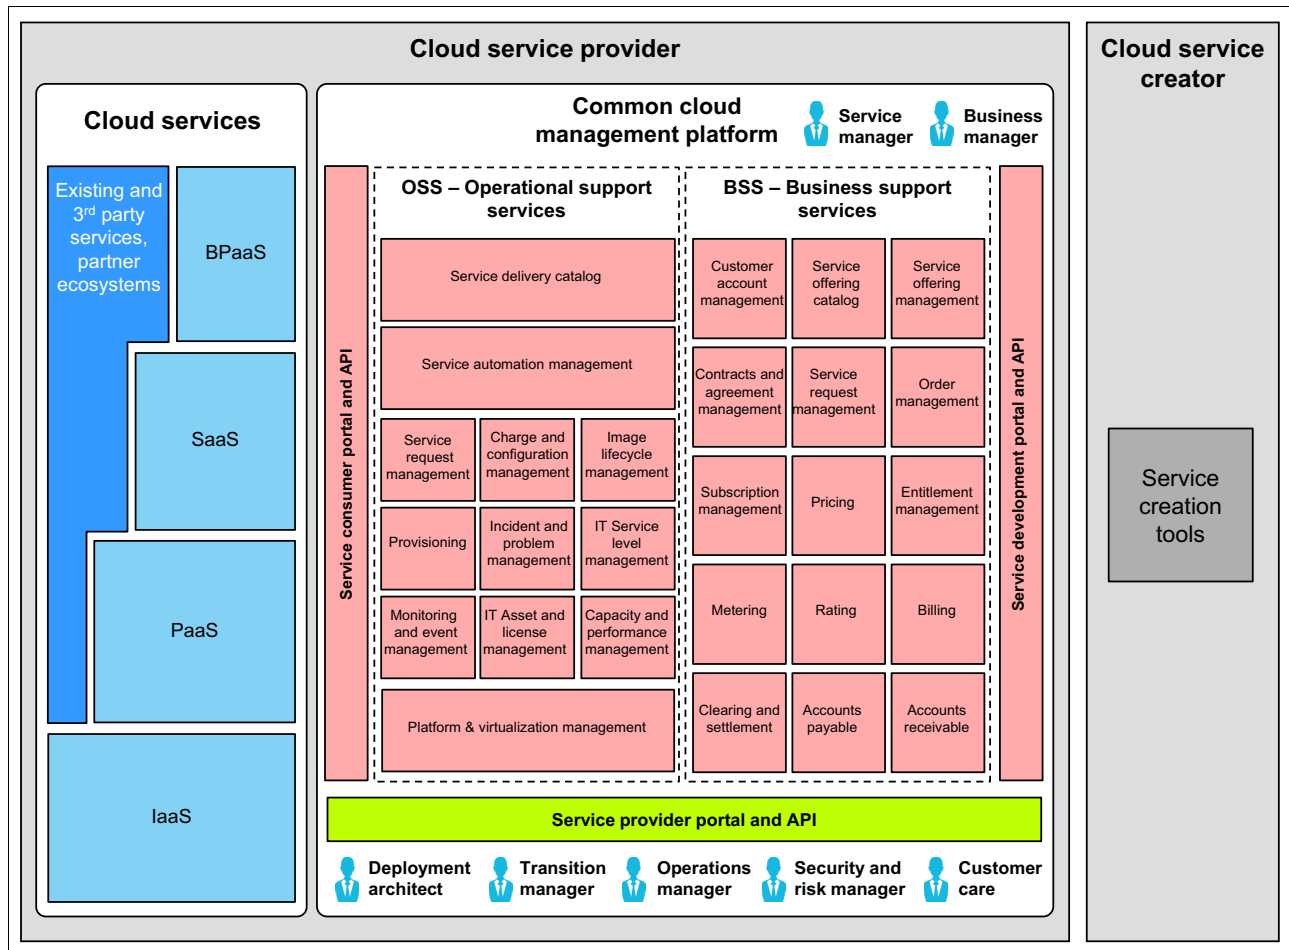 Cloud service provider
Cloud services
Existing and
3rd party
services,
partner
ecosystems
BPaaS
SaaS
PaaS
IaaS
Common cloud
management platform
Service
manager
Business
manager
Service consumer portal and API
OSS – Operational support
services
Service delivery catalog
Service automation management
Service
request
management
Charge and
configuration
management
Image
lifecycle
management
Provisioning
Incident and
problem
management
IT Service
level
management
Monitoring
and event
management
IT Asset and
license
management
Capacity and
performance
management
Platform & virtualization management
BSS – Business support
services
Customer
account
management
Service
offering
catalog
Service
offering
management
Contracts and
agreement
management
Service
request
management
Order
management
Subscription
management
Pricing
Entitlement
management
Metering
Rating
Billing
Clearing and
settlement
Accounts
payable
Accounts
receivable
Service development portal and API
Service provider portal and API
Deployment
architect
Transition
manager
Operations
manager
Security and
risk manager
Customer
care
Cloud service
creator
Service
creation
tools